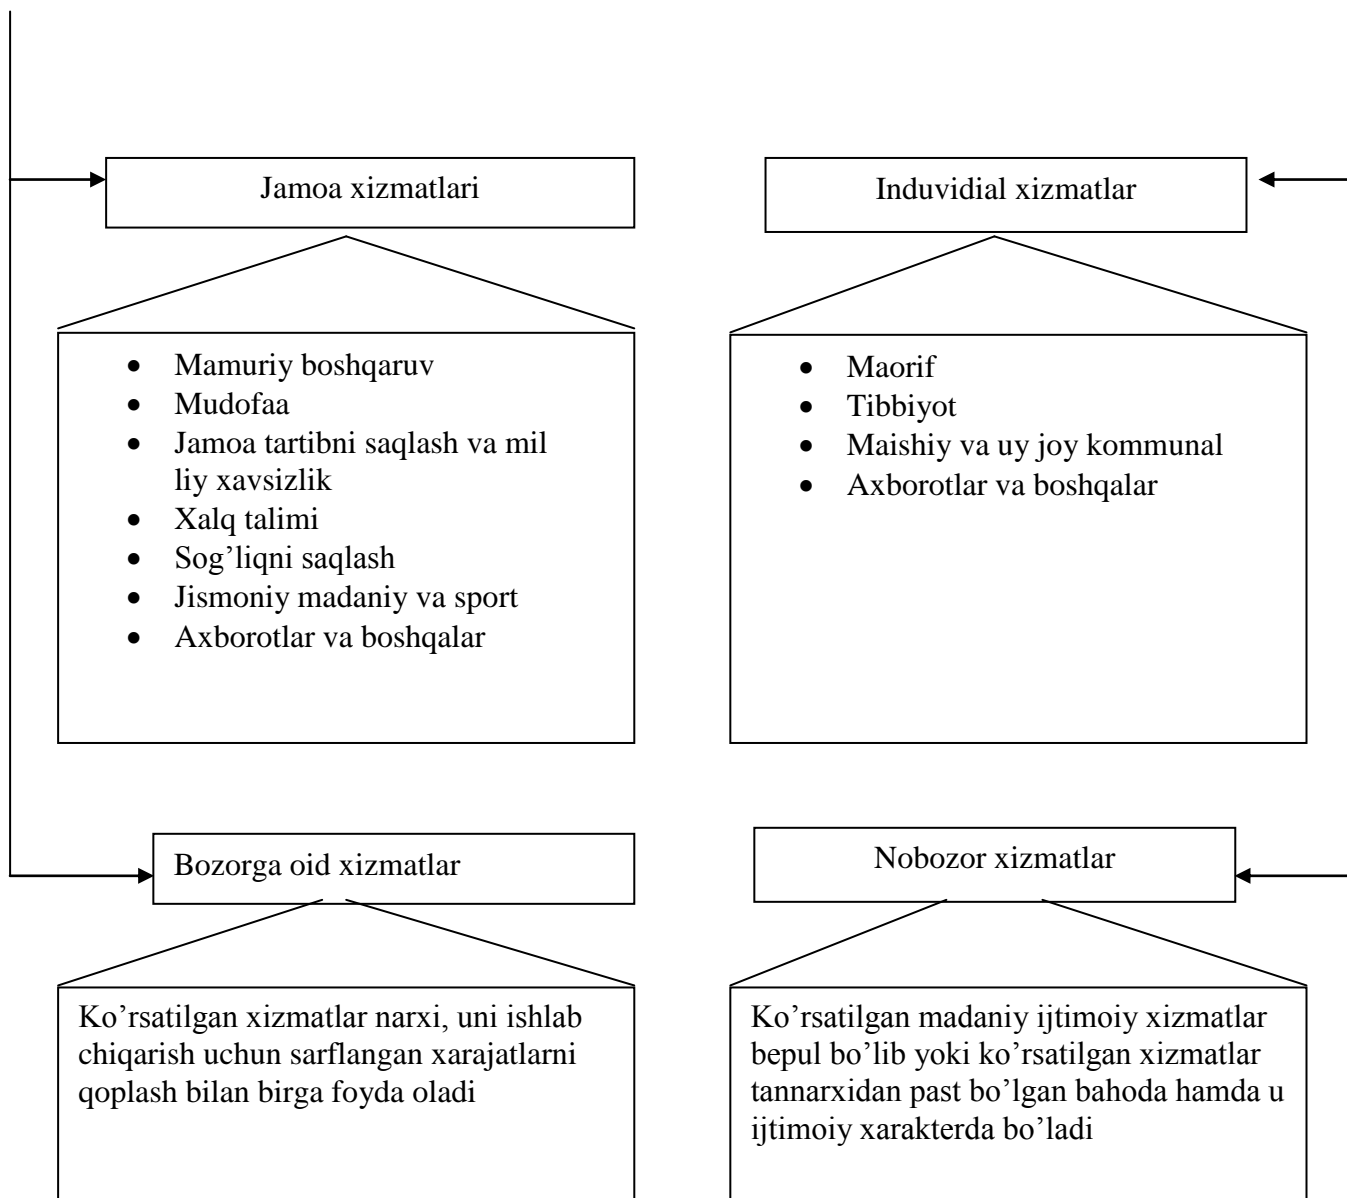 Jamoa xizmatlari
Induvidial xizmatlar
• Mamuriy boshqaruv
• Mudofaa
• Jamoa tartibni saqlash va mil
liy xavsizlik
• Xalq talimi
• Sog’liqni saqlash
• Jismoniy madaniy va sport
• Axborotlar va boshqalar
• Maorif
• Tibbiyot
• Maishiy va uy joy kommunal
• Axborotlar va boshqalar
Bozorga oid xizmatlar
Nobozor xizmatlar
Ko’rsatilgan xizmatlar narxi, uni ishlab
chiqarish uchun sarflangan xarajatlarni
qoplash bilan birga foyda oladi
Ko’rsatilgan madaniy ijtimoiy xizmatlar
bepul bo’lib yoki ko’rsatilgan xizmatlar
tannarxidan past bo’lgan bahoda hamda u
ijtimoiy xarakterda bo’ladi